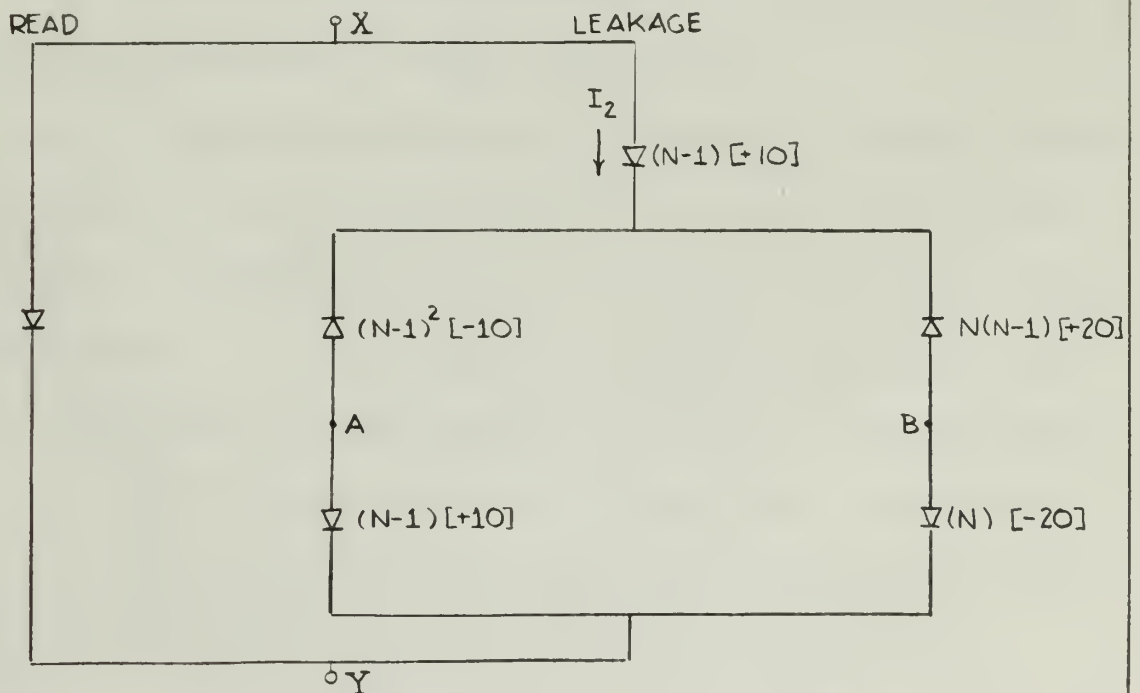 READ
X
LEAKAGE
I₂
(N-1) [+10]
(N-1)² [-10]
N(N-1) [+20]
A
B
(N-1) [+10]
(N) [-20]
Y